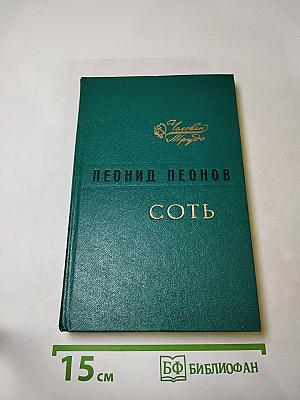 Человек
Труда
ЛЕОНИД ЛЕОНОВ
СОТЬ
15 см
БФ БИБЛИОФАН